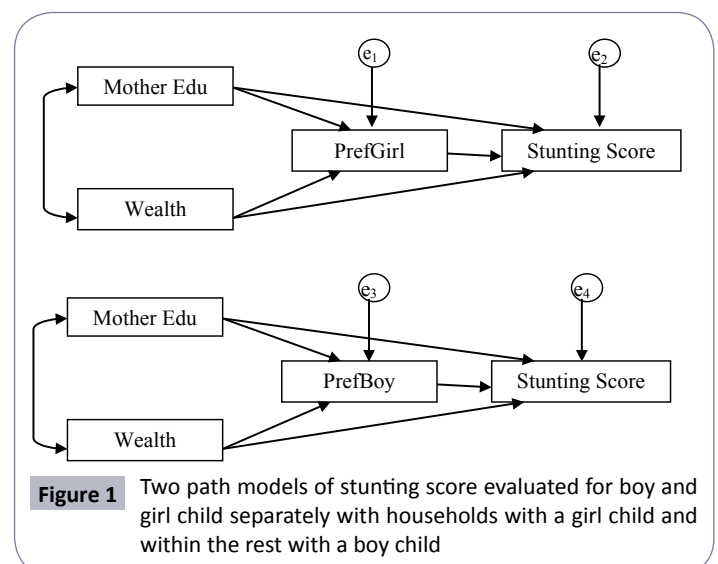 e1
e2
Mother Edu
PrefGirl
Stunting Score
Wealth
e3
e4
Mother Edu
PrefBoy
Stunting Score
Wealth
Figure 1 Two path models of stunting score evaluated for boy and
girl child separately with households with a girl child and
within the rest with a boy child